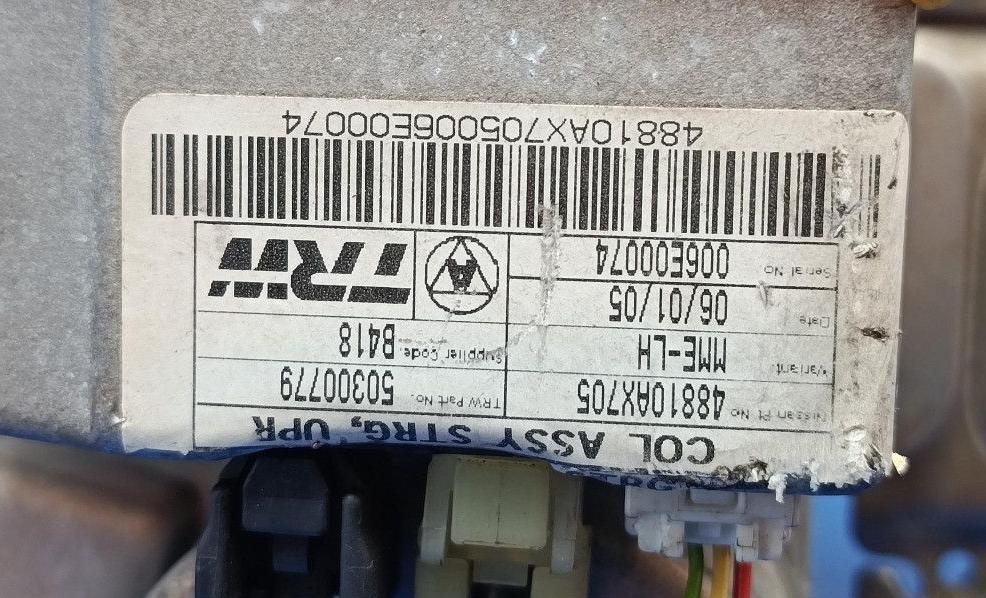 COL ASSY STRG, UPR
Nissan Pt No. 48810AX705
TRW Part No. 50300779
Variant. MME-LH
Supplier Code. B418
Date. 06/01/05
Serial No 006E00074
A
TRW
48810AX705006E00074